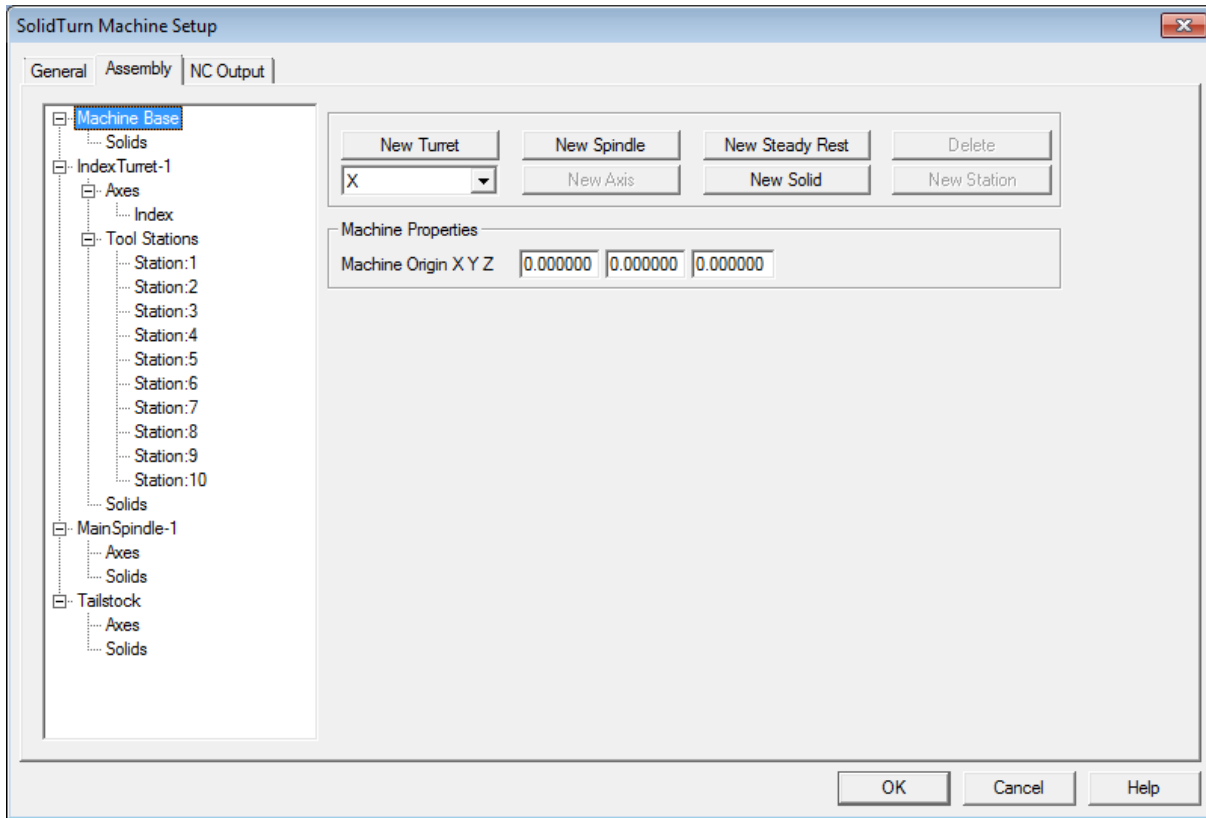 SolidTurn Machine Setup
General Assembly NC Output
Machine Base
Solids
IndexTurret-1
Axes
Index
Tool Stations
Station:1
Station:2
Station:3
Station:4
Station:5
Station:6
Station:7
Station:8
Station:9
Station:10
Solids
MainSpindle-1
Axes
Solids
Tailstock
Axes
Solids
New Turret New Spindle New Steady Rest Delete
X New Axis New Solid New Station
Machine Properties
Machine Origin X Y Z 0.000000 0.000000 0.000000
OK Cancel Help